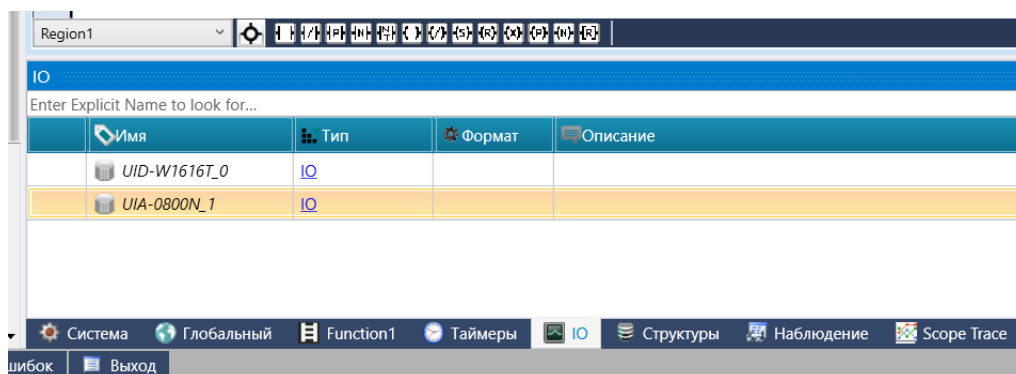 Region1
IO
Enter Explicit Name to look for...
Имя Тип Формат Описание
UID-W1616T_0 IO
UIA-0800N_1 IO
Система Глобальный Function1 Таймеры IO Структуры Наблюдение Scope Trace
шибок Выход